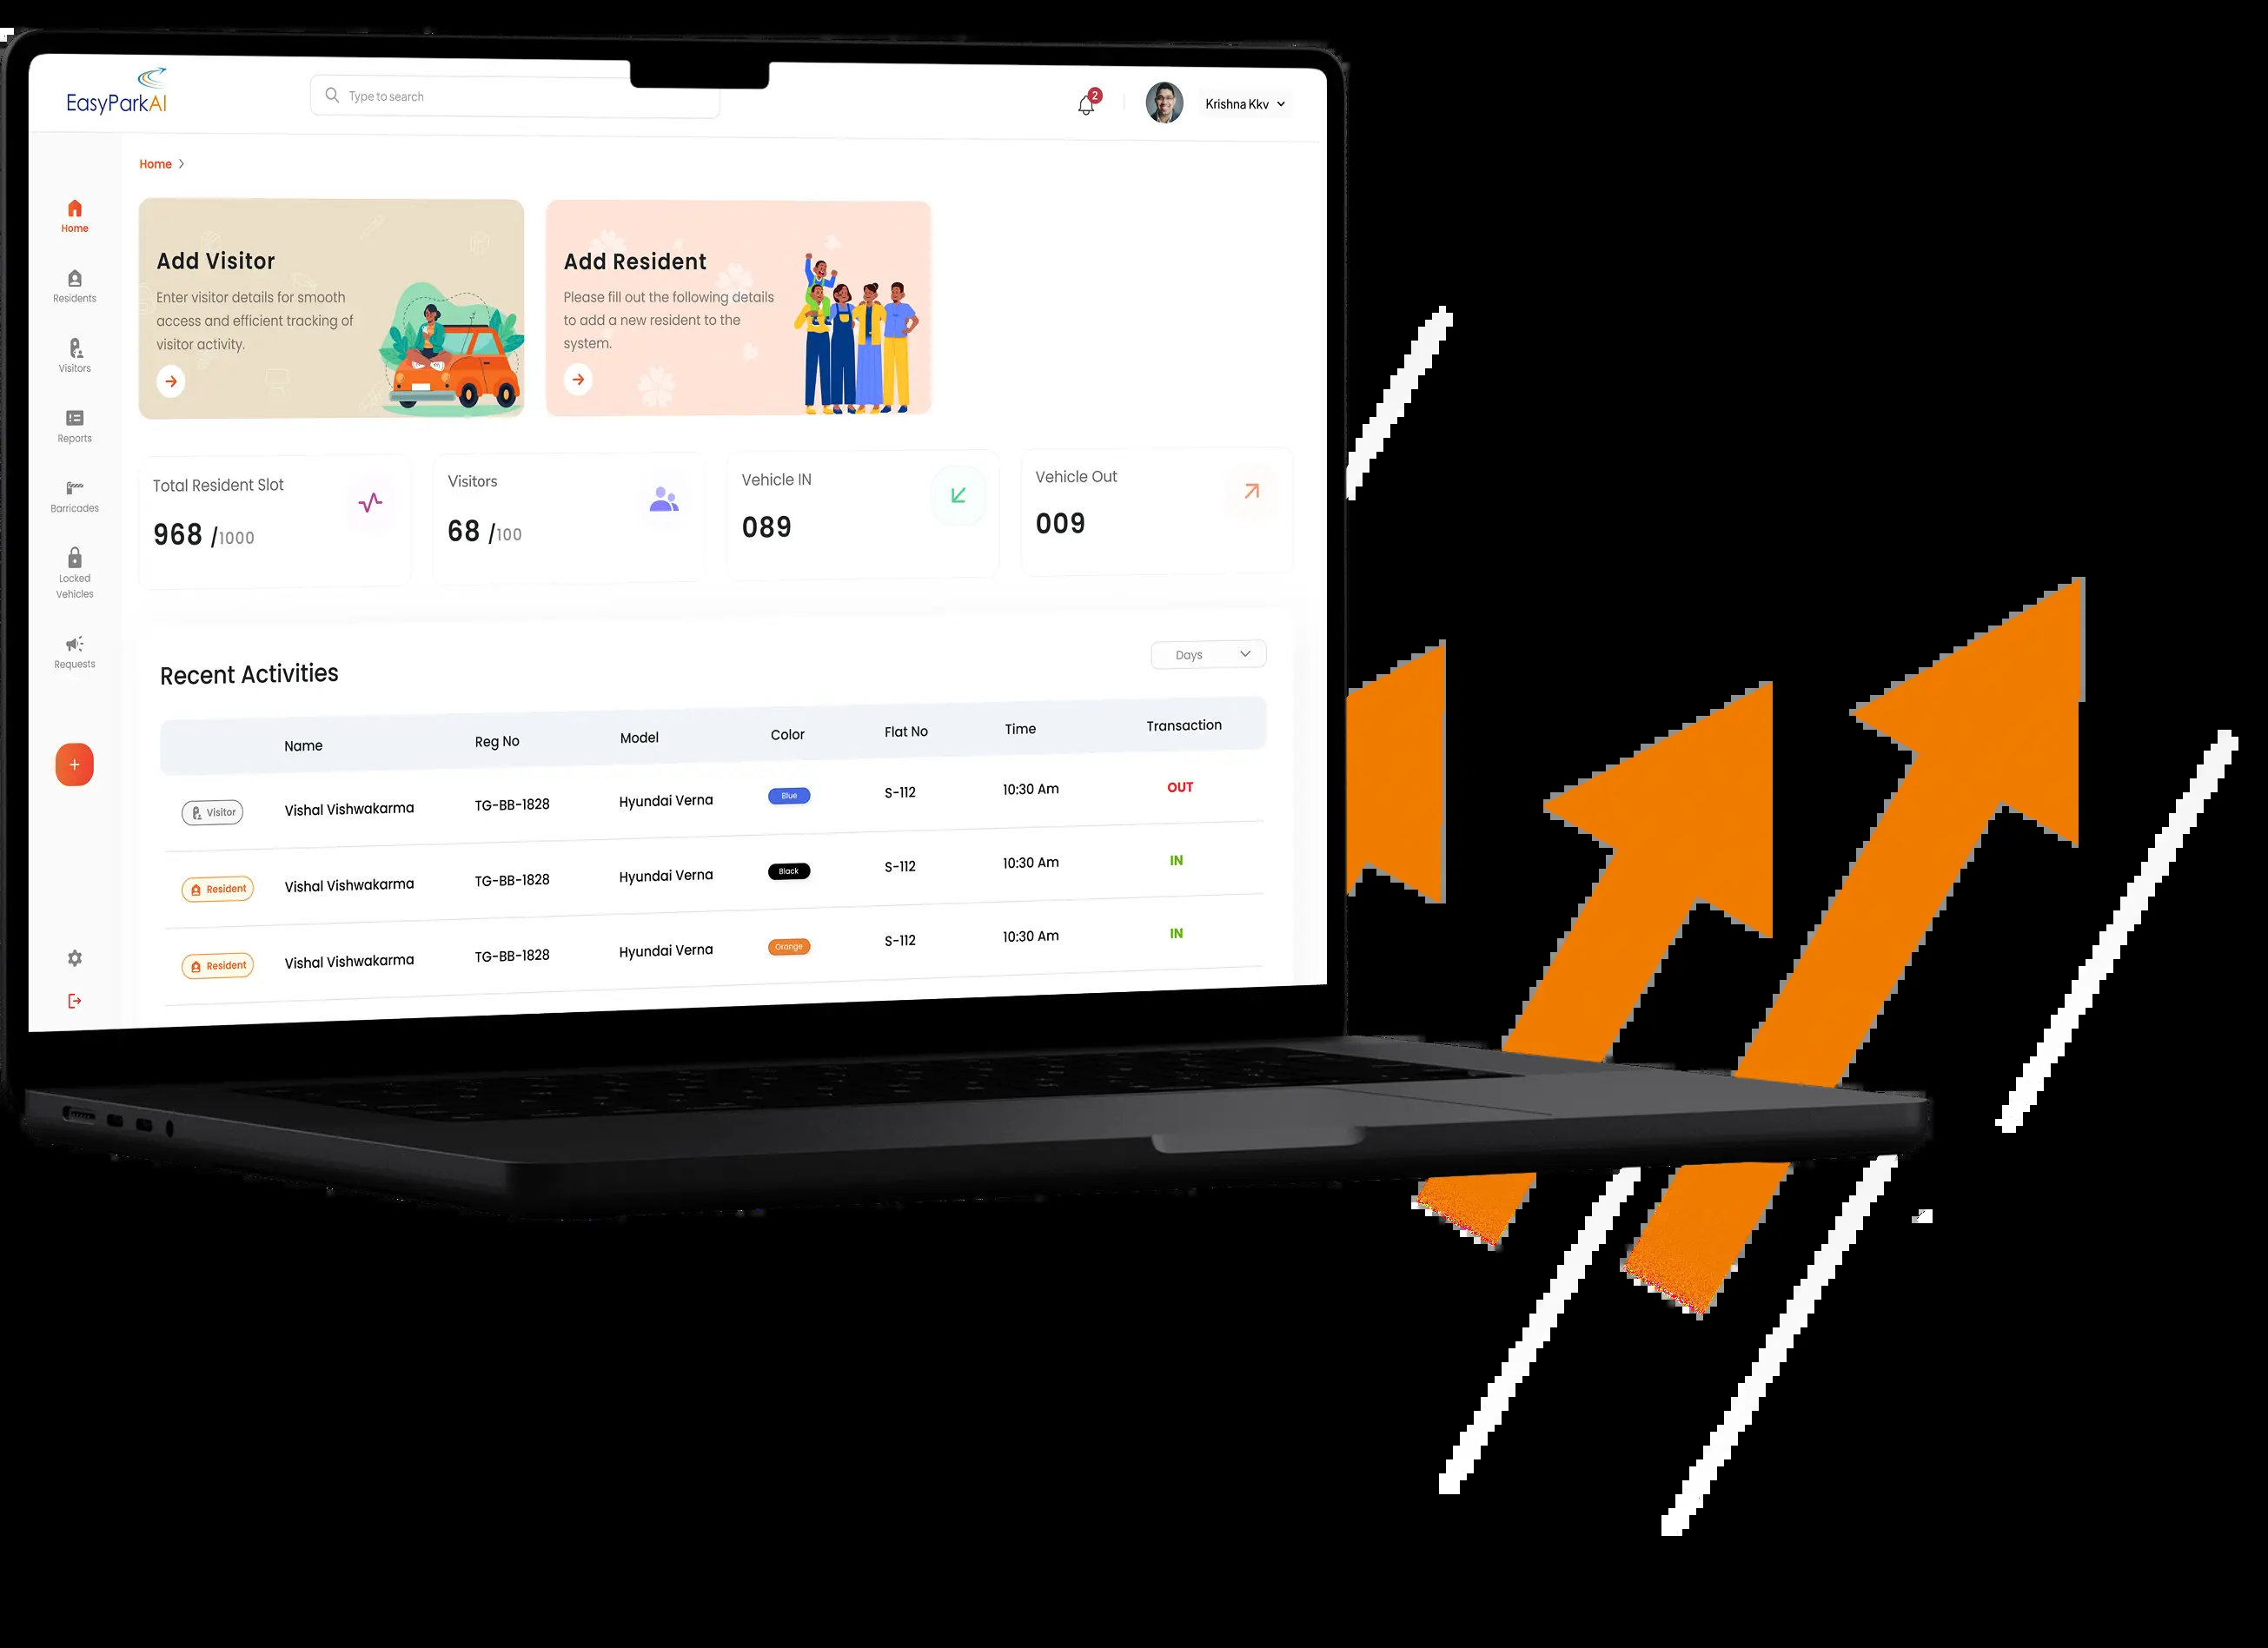 EasyParkAI
Type to search
2
Krishna Kkv
Home
Home
Residents
Visitors
Reports
Barricades
Locked
Vehicles
Requests
+
Add Visitor
Enter visitor details for smooth
access and efficient tracking of
visitor activity.
Add Resident
Please fill out the following details
to add a new resident to the
system.
Total Resident Slot
968 /1000
Visitors
68 /100
Vehicle IN
089
Vehicle Out
009
Recent Activities
Days
Name Reg No Model Color Flat No Time Transaction
Visitor Vishal Vishwakarma TG-BB-1828 Hyundai Verna Blue S-112 10:30 Am OUT
Resident Vishal Vishwakarma TG-BB-1828 Hyundai Verna Black S-112 10:30 Am IN
Resident Vishal Vishwakarma TG-BB-1828 Hyundai Verna Orange S-112 10:30 Am IN